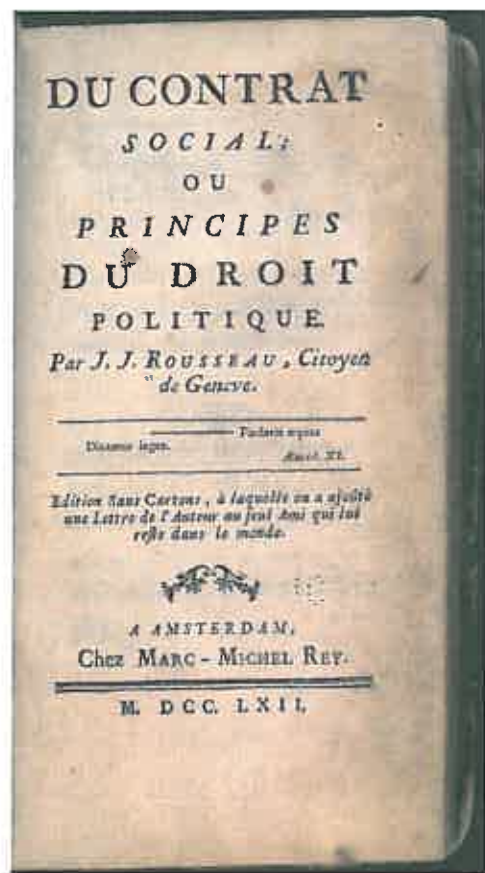 DU CONTRAT
SOCIAL;
OU
PRINCIPES
DU DROIT
POLITIQUE.
Par J. J. ROUSSEAU, Citoyen
de Geneve.
Fœderis æquas
Dicamus leges.
Æneid. XI.
Edition Sans Cartons, à laquelle on a ajoûté
une Lettre de l'Auteur au seul Ami qui lui
reste dans le monde.
A AMSTERDAM,
Chez MARC-MICHEL REY.
M. DCC. LXII.